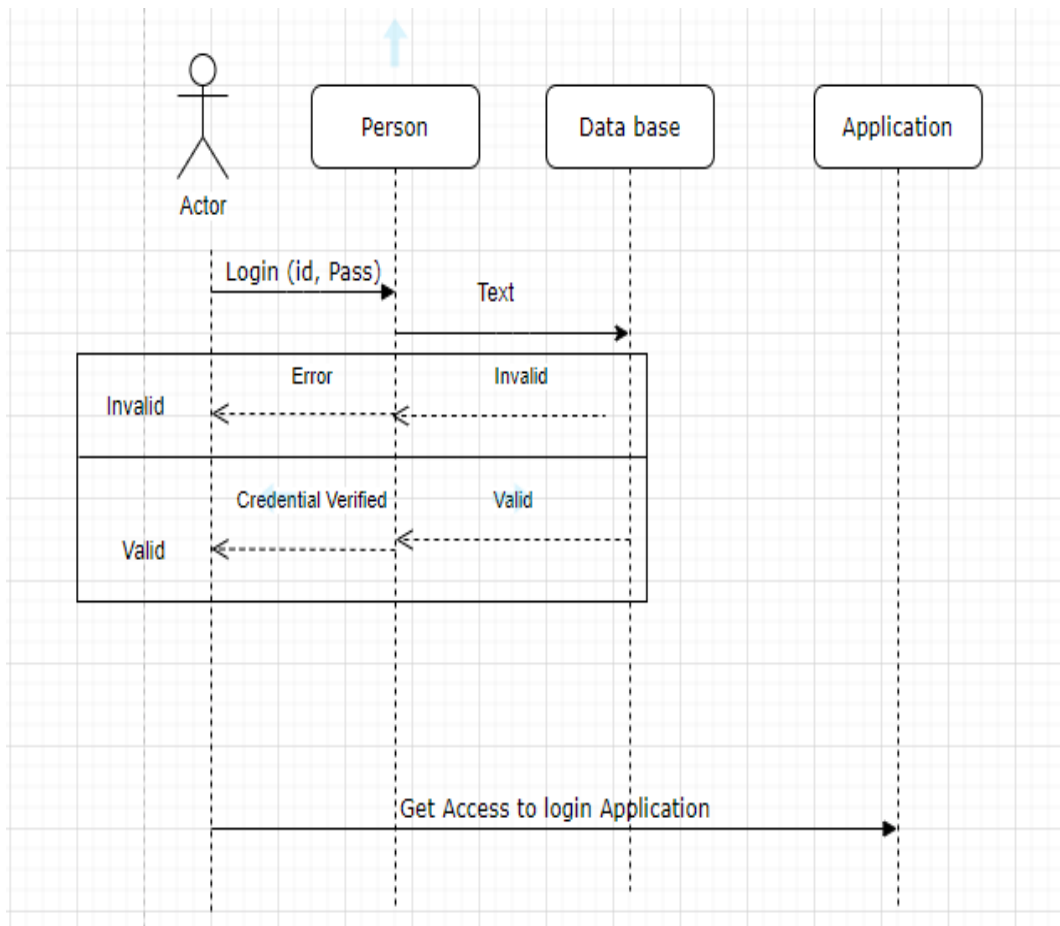 Person
Data base
Application
Actor
Login (id, Pass)
Text
Error
Invalid
Invalid
Credential Verified
Valid
Valid
Get Access to login Application